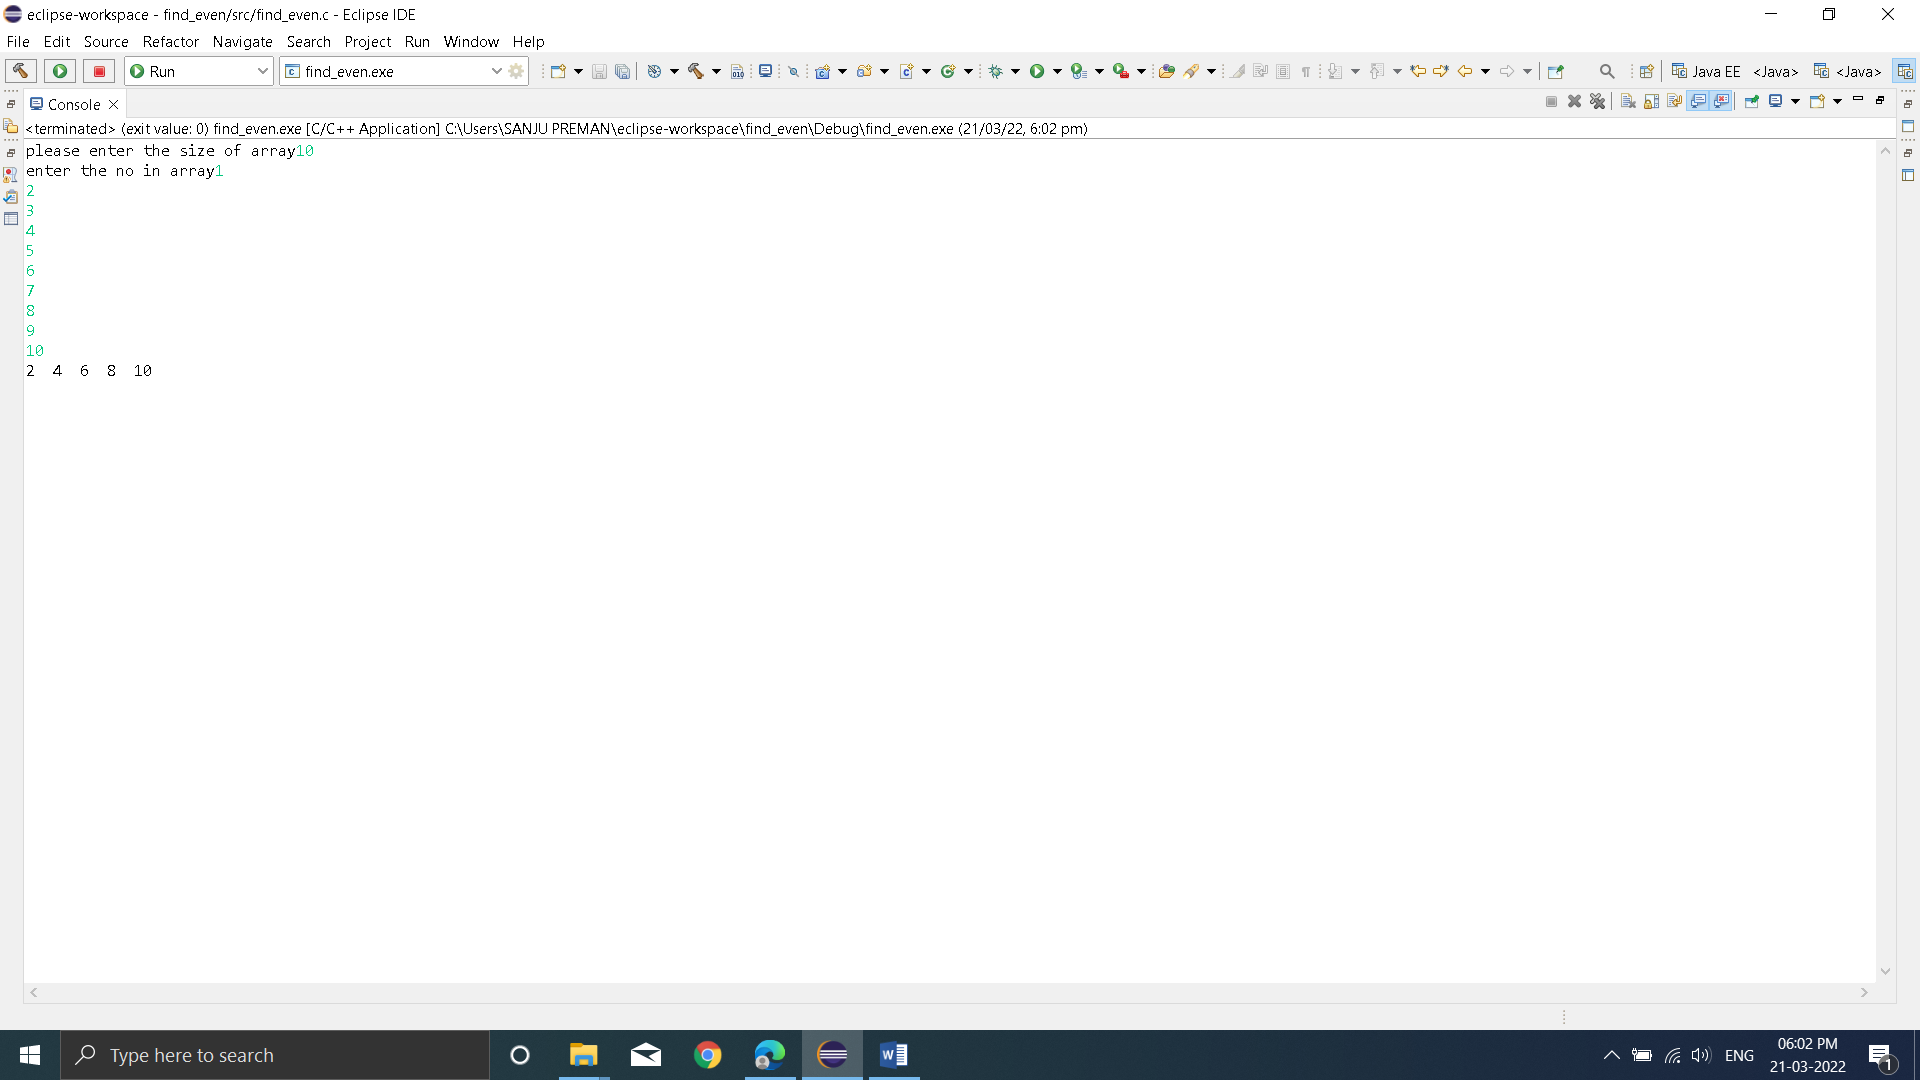 eclipse-workspace - find_even/src/find_even.c - Eclipse IDE
File Edit Source Refactor Navigate Search Project Run Window Help
Run find_even.exe Java EE <Java> <Java>
Console
<terminated> (exit value: 0) find_even.exe [C/C++ Application] C:\Users\SANJU PREMAN\eclipse-workspace\find_even\Debug\find_even.exe (21/03/22, 6:02 pm)
please enter the size of array10
enter the no in array1
2
3
4
5
6
7
8
9
10
2  4  6  8  10
Type here to search
ENG
06:02 PM
21-03-2022
1